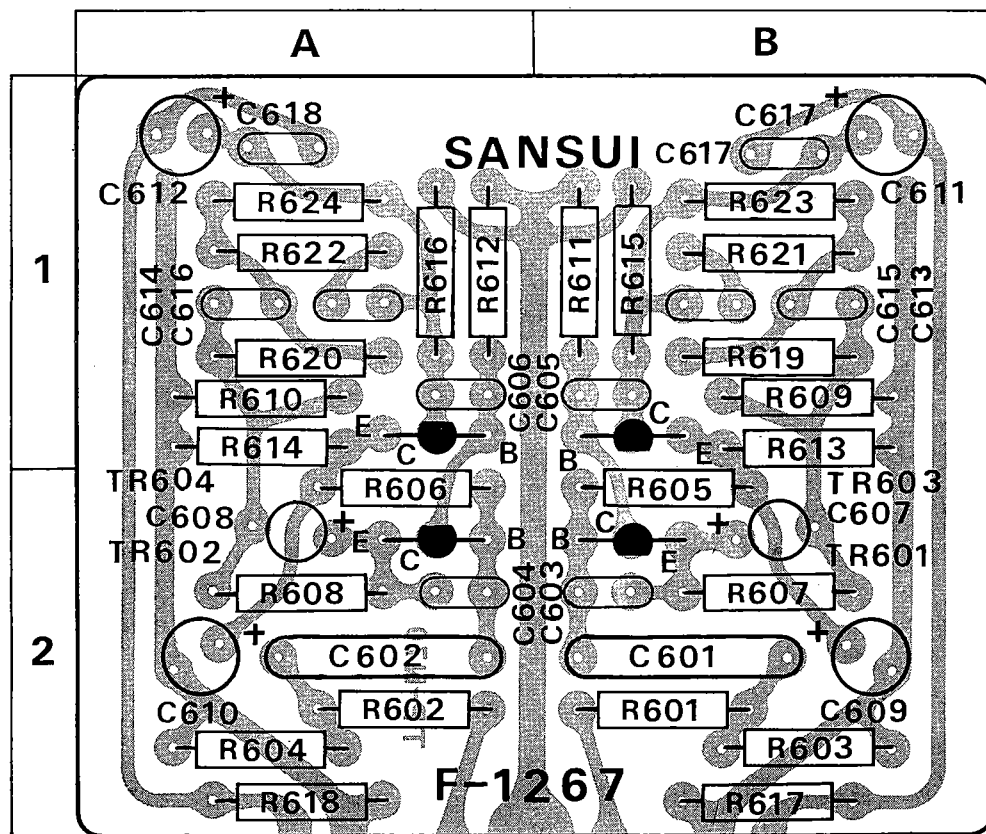 A B
+ C618 C617 +
SANSUI C617
C612 R624 R623 C611
1
R622 R616 R612 R611 R615 R621
C614 C616 C615 C613
R620 C606 C605 R619
R610 R609
E C B C B E
R614 R613
TR604 R606 R605 TR603
C608 + C607
TR602 E C B B C E + TR601
R608 C604 C603 R607
2
+ C602 C601 +
C610 R602 R601 C609
R604 R603
R618 F-1267 R617